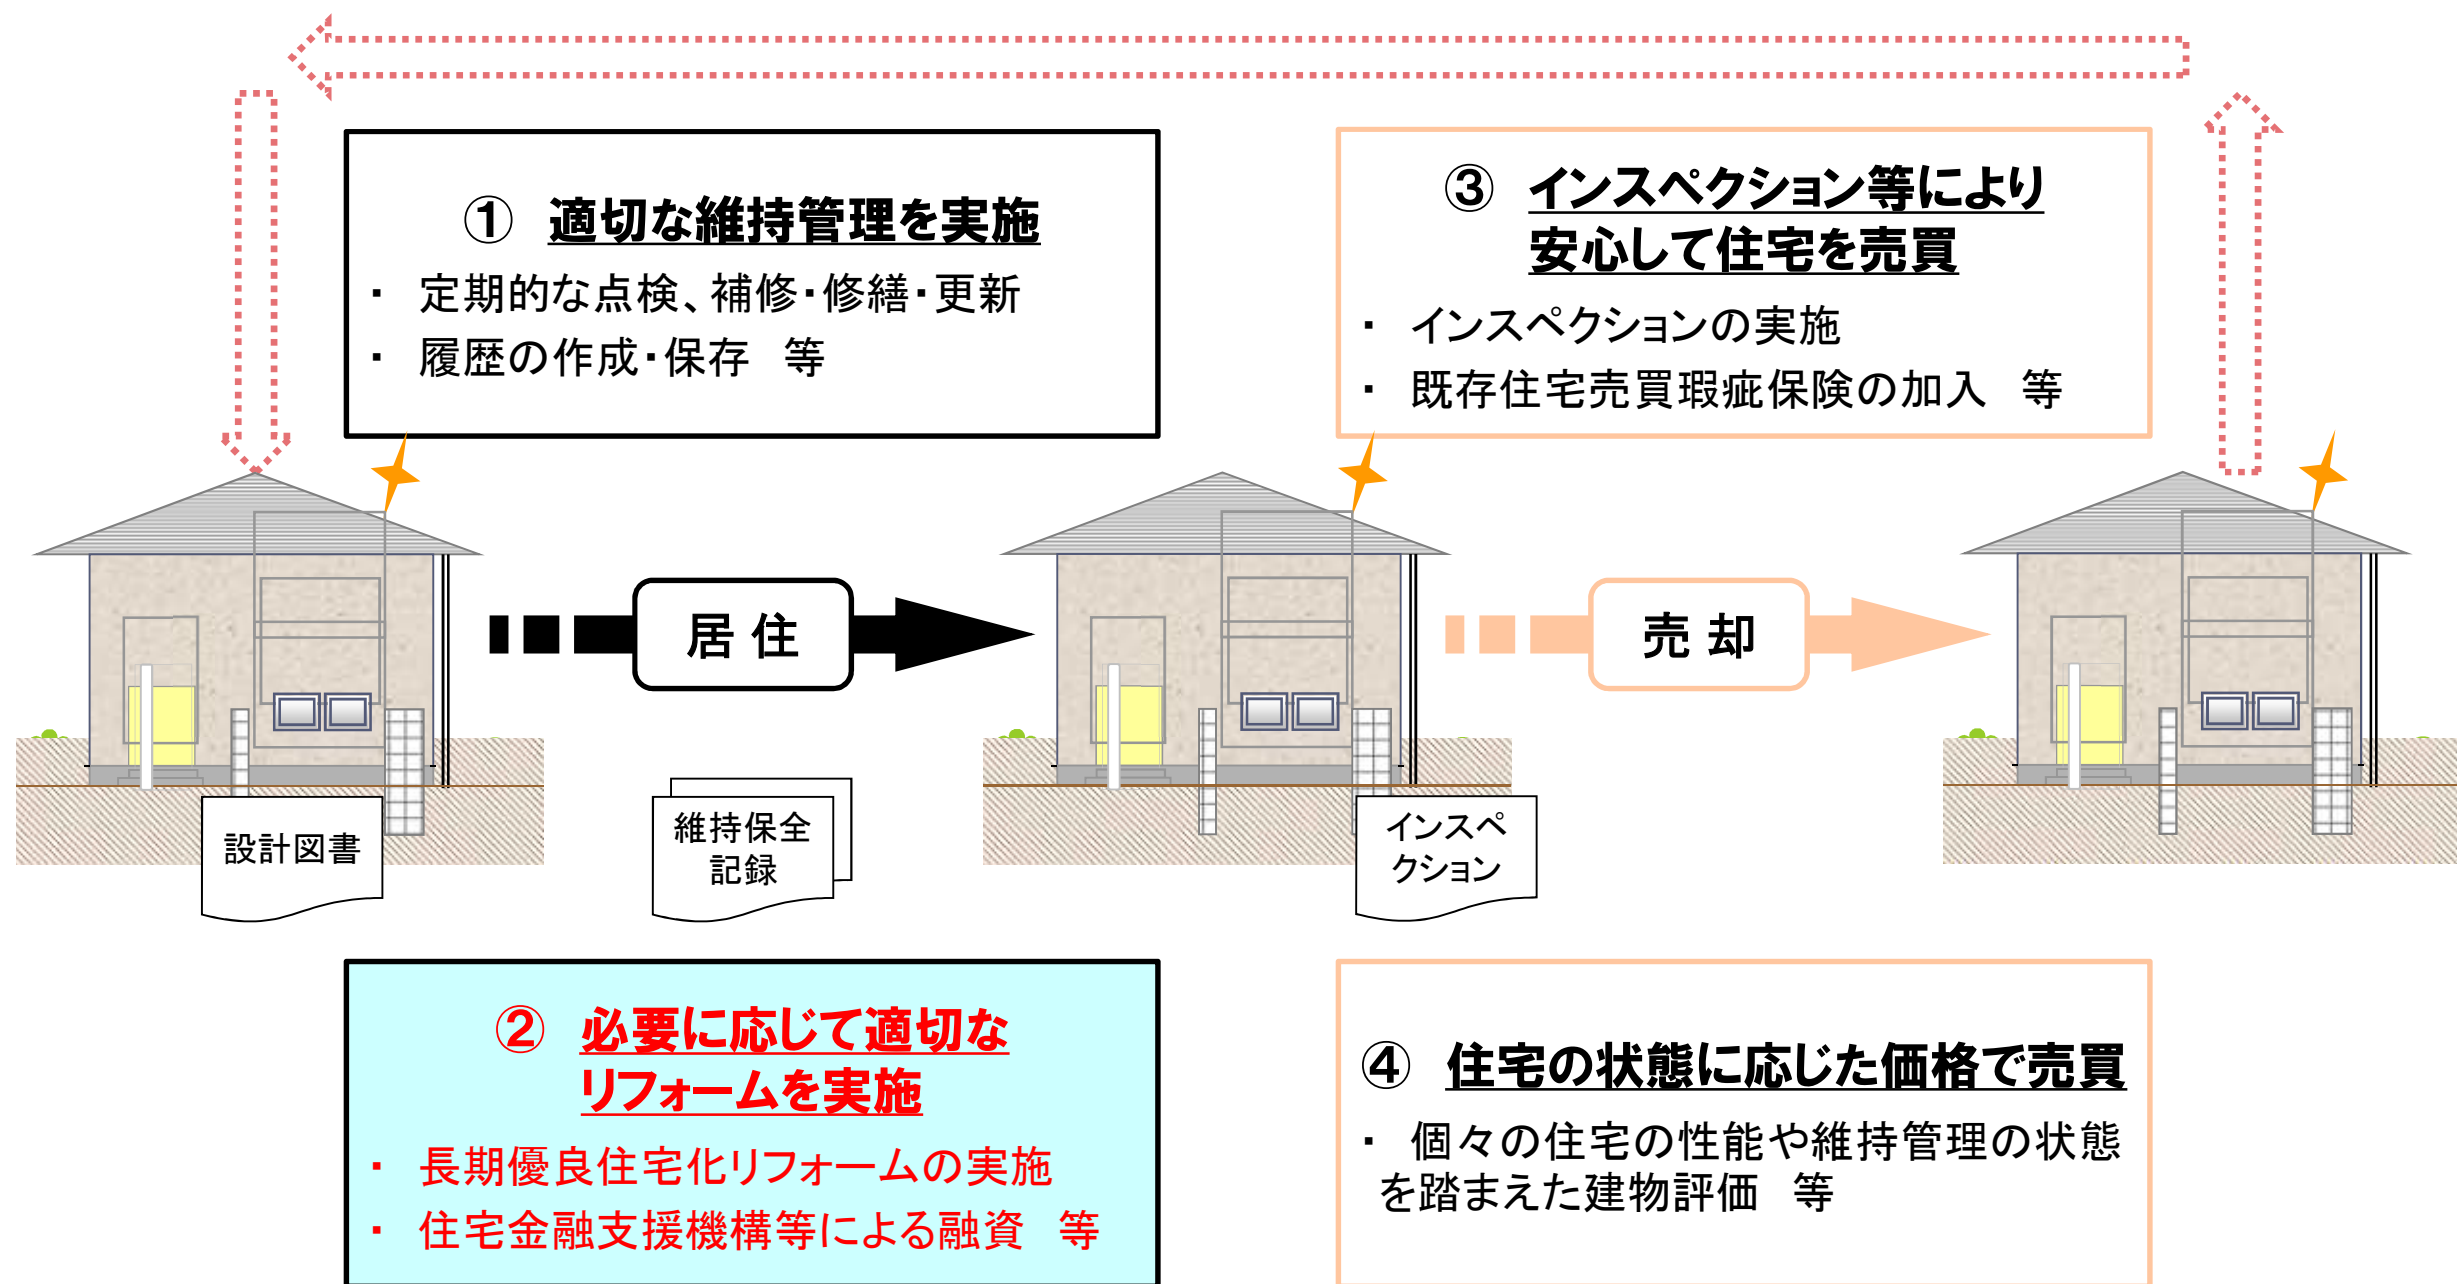 ① 適切な維持管理を実施
・ 定期的な点検、補修・修繕・更新
・ 履歴の作成・保存 等
③ インスペクション等により
安心して住宅を売買
・ インスペクションの実施
・ 既存住宅売買瑕疵保険の加入 等
居 住
売 却
設計図書
維持保全
記録
インスペ
クション
② 必要に応じて適切な
リフォームを実施
・ 長期優良住宅化リフォームの実施
・ 住宅金融支援機構等による融資 等
④ 住宅の状態に応じた価格で売買
・ 個々の住宅の性能や維持管理の状態
を踏まえた建物評価 等